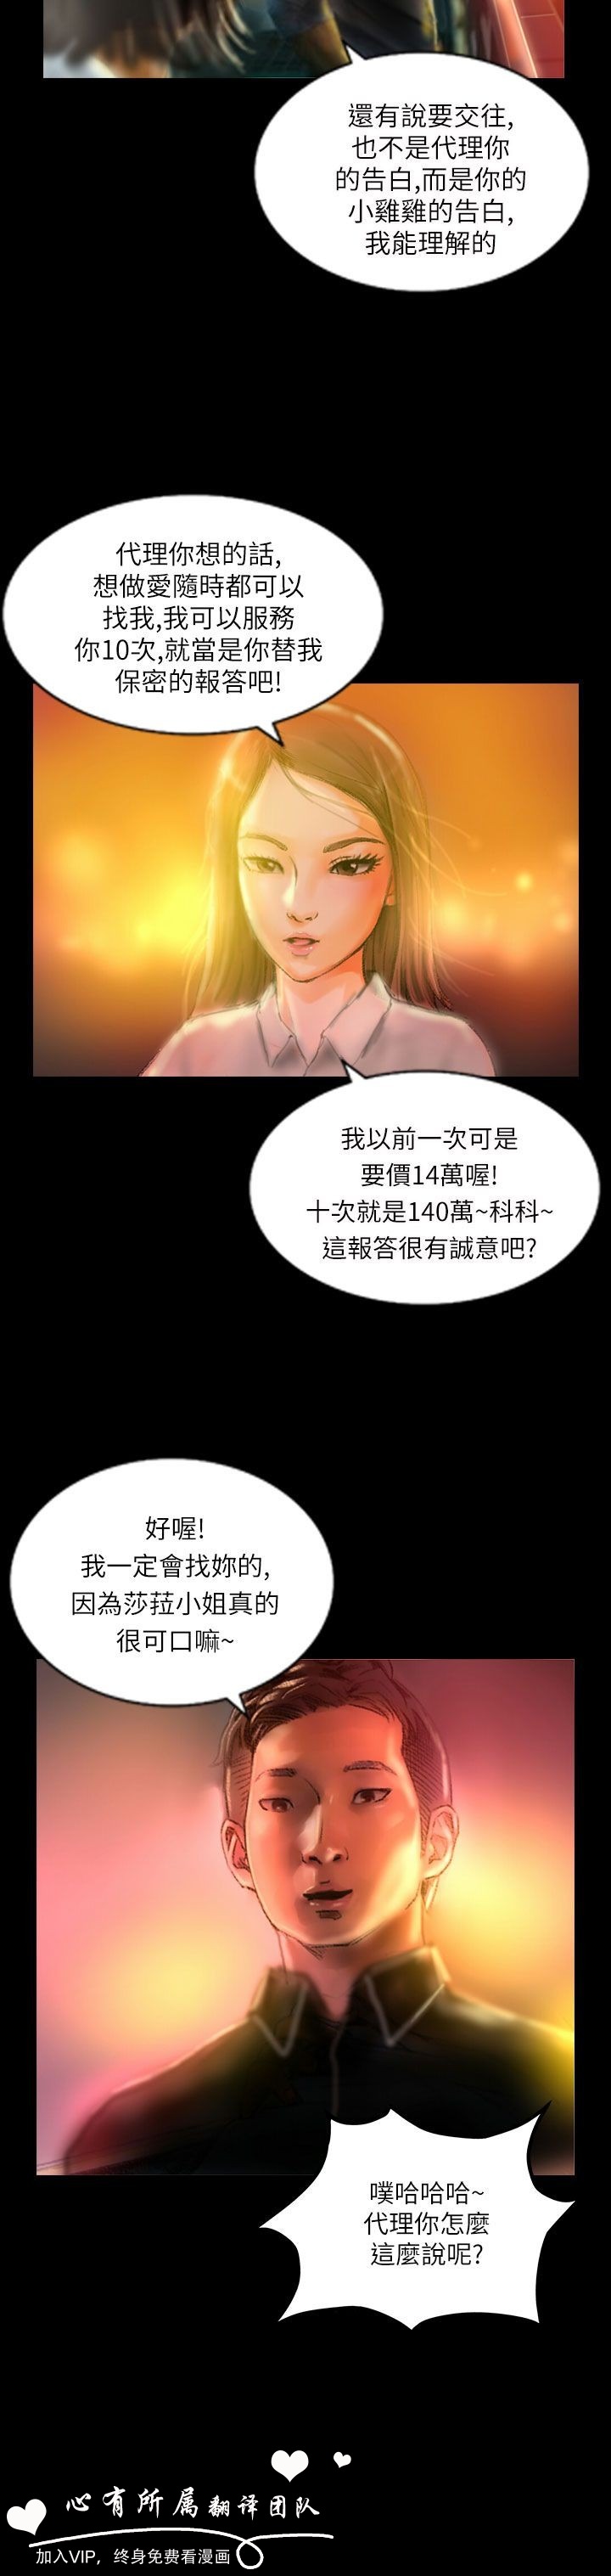 還有說要交往,
也不是代理你
的告白,而是你的
小雞雞的告白,
我能理解的
代理你想的話,
想做愛隨時都可以
找我,我可以服務
你10次,就當是你替我
保密的報答吧!
我以前一次可是
要價14萬喔!
十次就是140萬~科科~
這報答很有誠意吧?
好喔!
我一定會找妳的,
因為莎菈小姐真的
很可口嘛~
噗哈哈哈~
代理你怎麼
這麼說呢?
心有所属翻译团队
加入VIP，终身免费看漫画